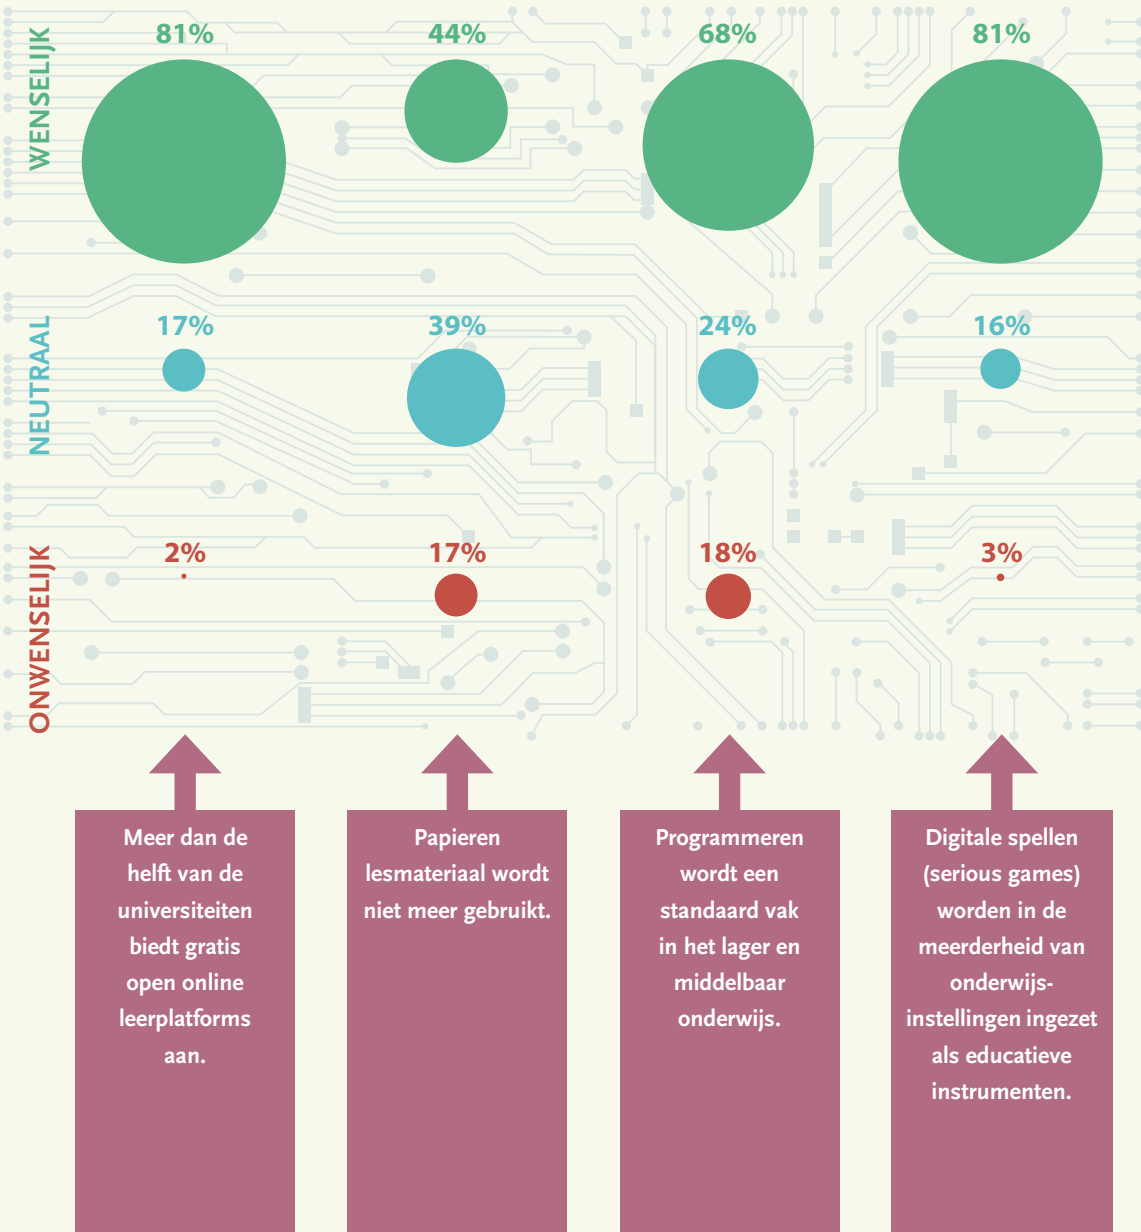 WENSELIJK
81%
44%
68%
81%
NEUTRAAL
17%
39%
24%
16%
ONWENSELIJK
2%
17%
18%
3%
Meer dan de
helft van de
universiteiten
biedt gratis
open online
leerplatforms
aan.
Papieren
lesmateriaal wordt
niet meer gebruikt.
Programmeren
wordt een
standaard vak
in het lager en
middelbaar
onderwijs.
Digitale spellen
(serious games)
worden in de
meerderheid van
onderwijs-
instellingen ingezet
als educatieve
instrumenten.